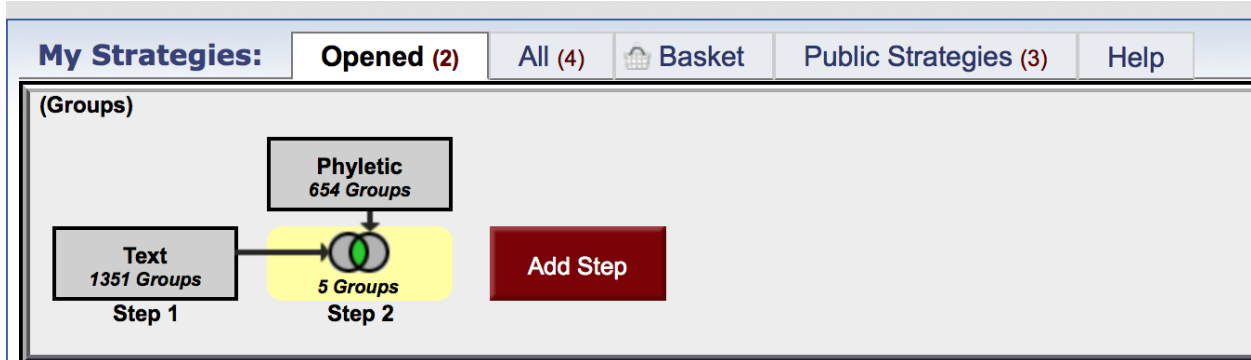 My Strategies: Opened (2) All (4) Basket Public Strategies (3) Help
(Groups)
Phyletic
654 Groups
Text
1351 Groups
Step 1
5 Groups
Step 2
Add Step